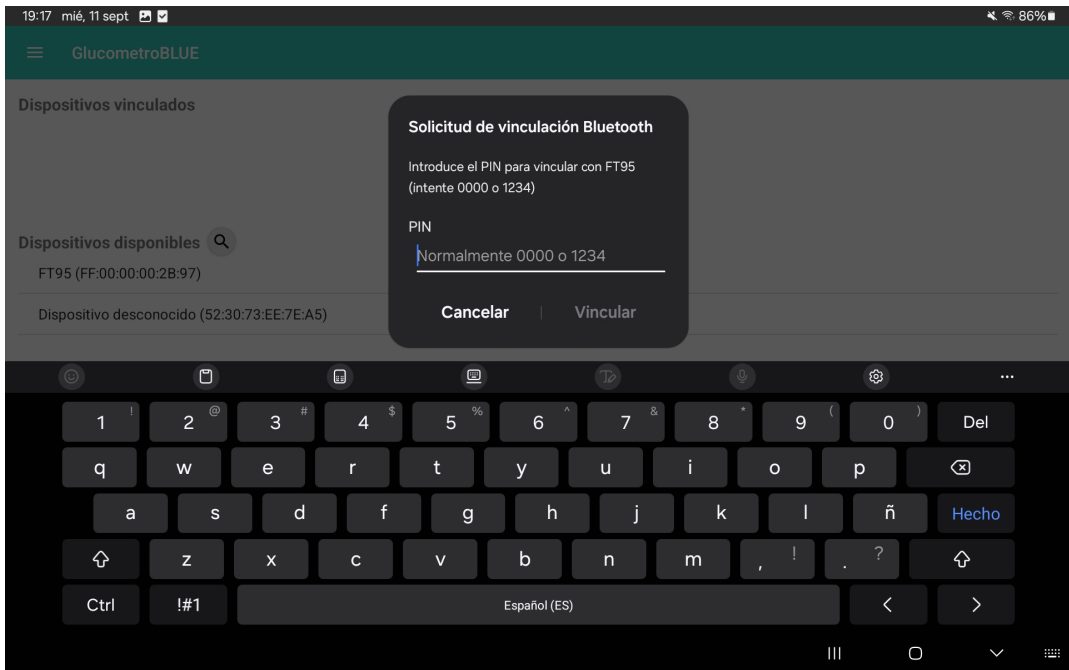 19:17 mié, 11 sept 86%
GlucometroBLUE
Dispositivos vinculados
Solicitud de vinculación Bluetooth
Introduce el PIN para vincular con FT95
(intente 0000 o 1234)
PIN
Normalmente 0000 o 1234
Cancelar | Vincular
Dispositivos disponibles
FT95 (FF:00:00:00:2B:97)
Dispositivo desconocido (52:30:73:EE:7E:A5)
1 ! 2 @ 3 # 4 $ 5 % 6 ^ 7 & 8 * 9 ( 0 ) Del
q w e r t y u i o p
a s d f g h j k l ñ Hecho
z x c v b n m , ! . ?
Ctrl !#1 Español (ES) < >